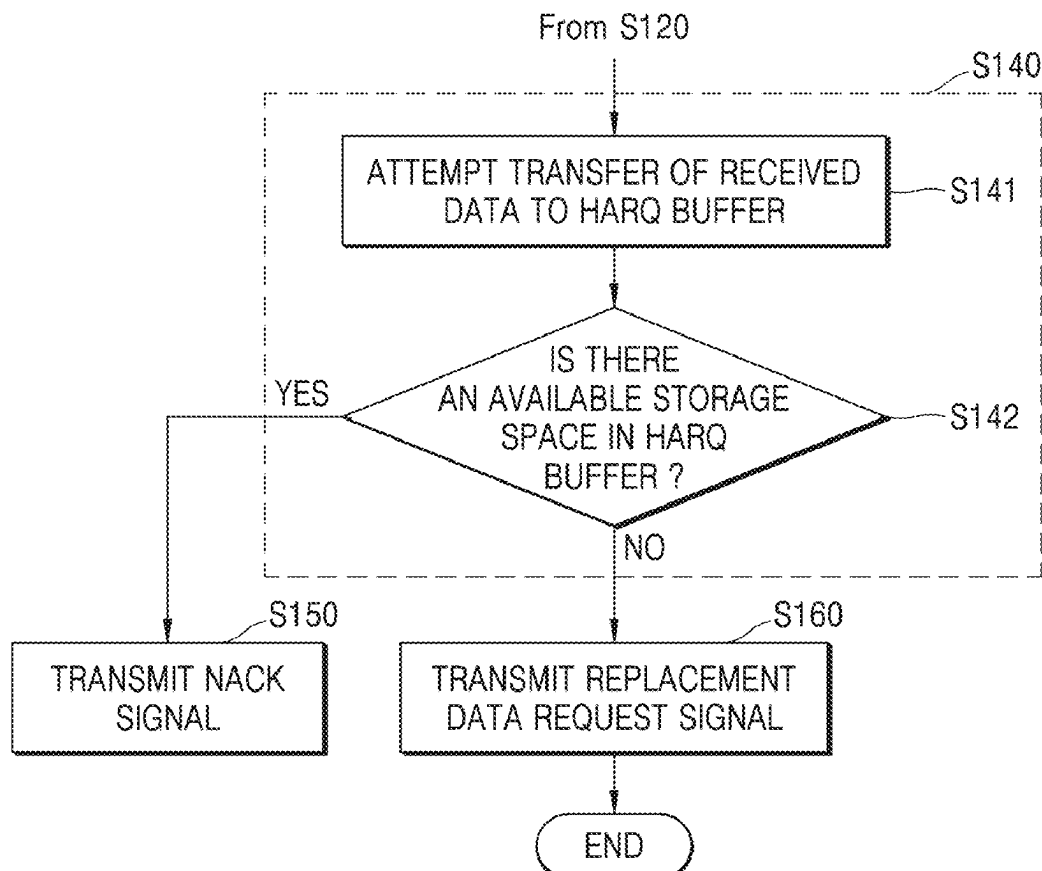 From S120
S140
ATTEMPT TRANSFER OF RECEIVED
DATA TO HARQ BUFFER
S141
IS THERE
AN AVAILABLE STORAGE
SPACE IN HARQ
BUFFER ?
YES
S142
NO
S150
S160
TRANSMIT NACK
SIGNAL
TRANSMIT REPLACEMENT
DATA REQUEST SIGNAL
END